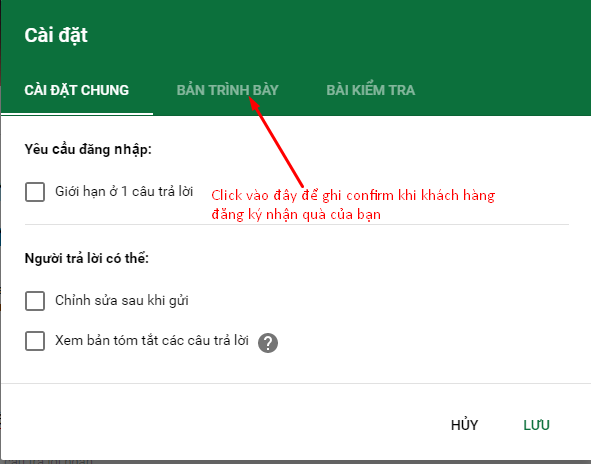 Cài đặt
CÀI ĐẶT CHUNG BẢN TRÌNH BÀY BÀI KIỂM TRA
Yêu cầu đăng nhập:
Giới hạn ở 1 câu trả lời
Click vào đây để ghi confirm khi khách hàng
đăng ký nhận quà của bạn
Người trả lời có thể:
Chỉnh sửa sau khi gửi
Xem bản tóm tắt các câu trả lời ?
HỦY LƯU